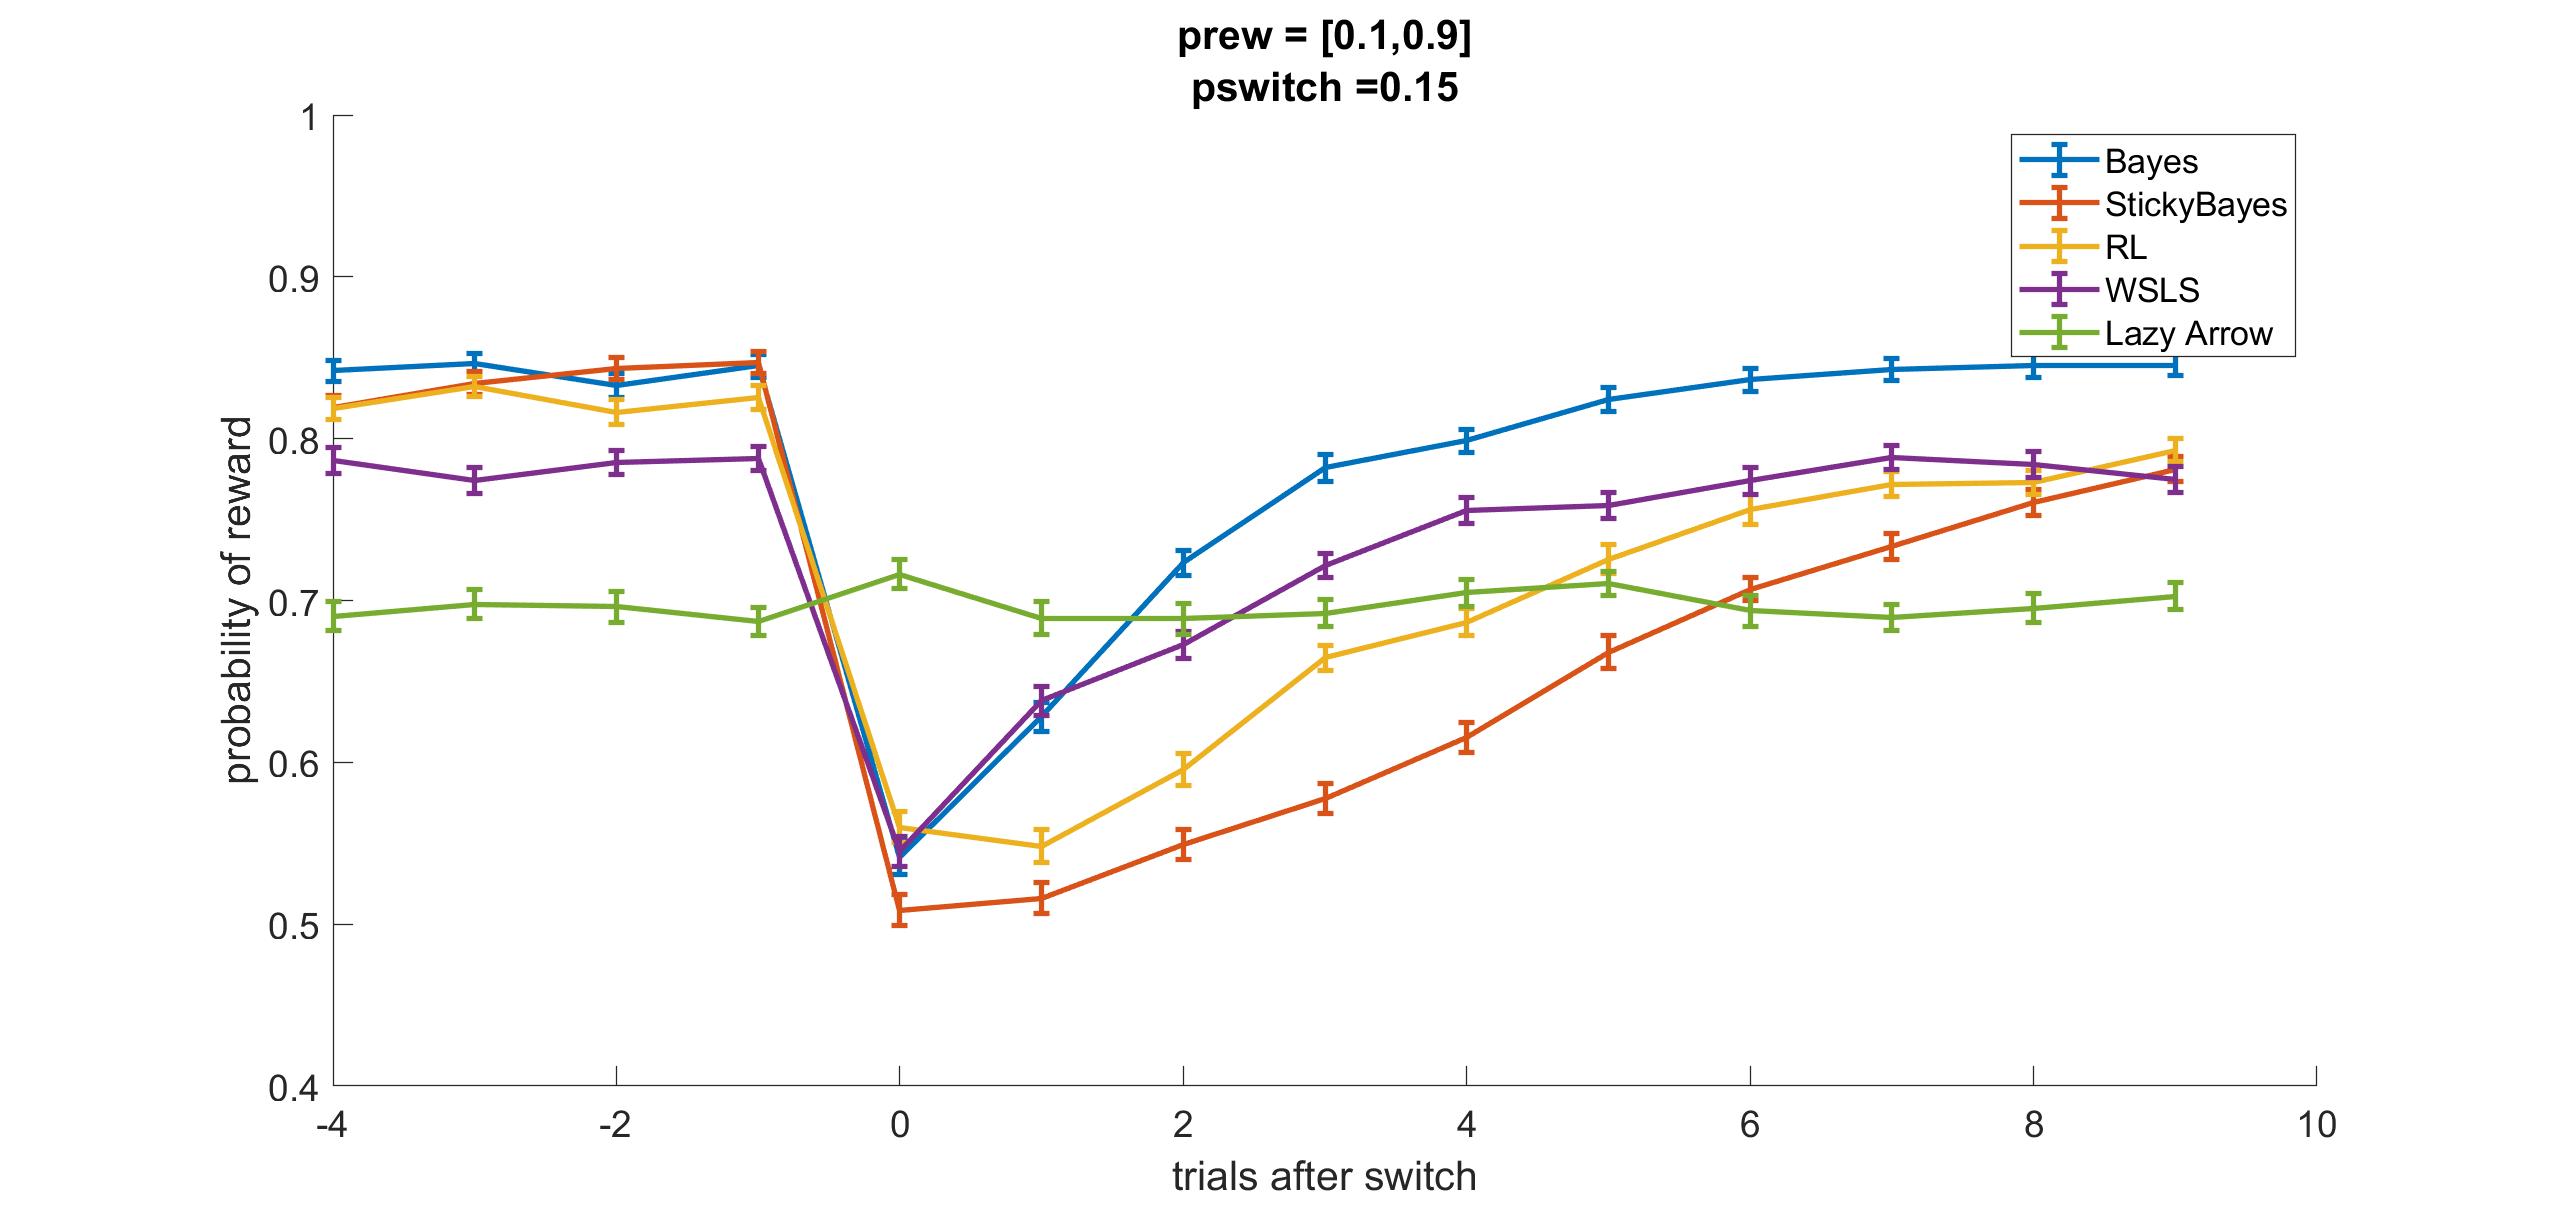 prew = [0.1,0.9]
pswitch =0.15
1
0.9
0.8
0.7
0.6
0.5
0.4
probability of reward
Bayes
StickyBayes
RL
WSLS
Lazy Arrow
-4
-2
0
2
4
6
8
10
trials after switch